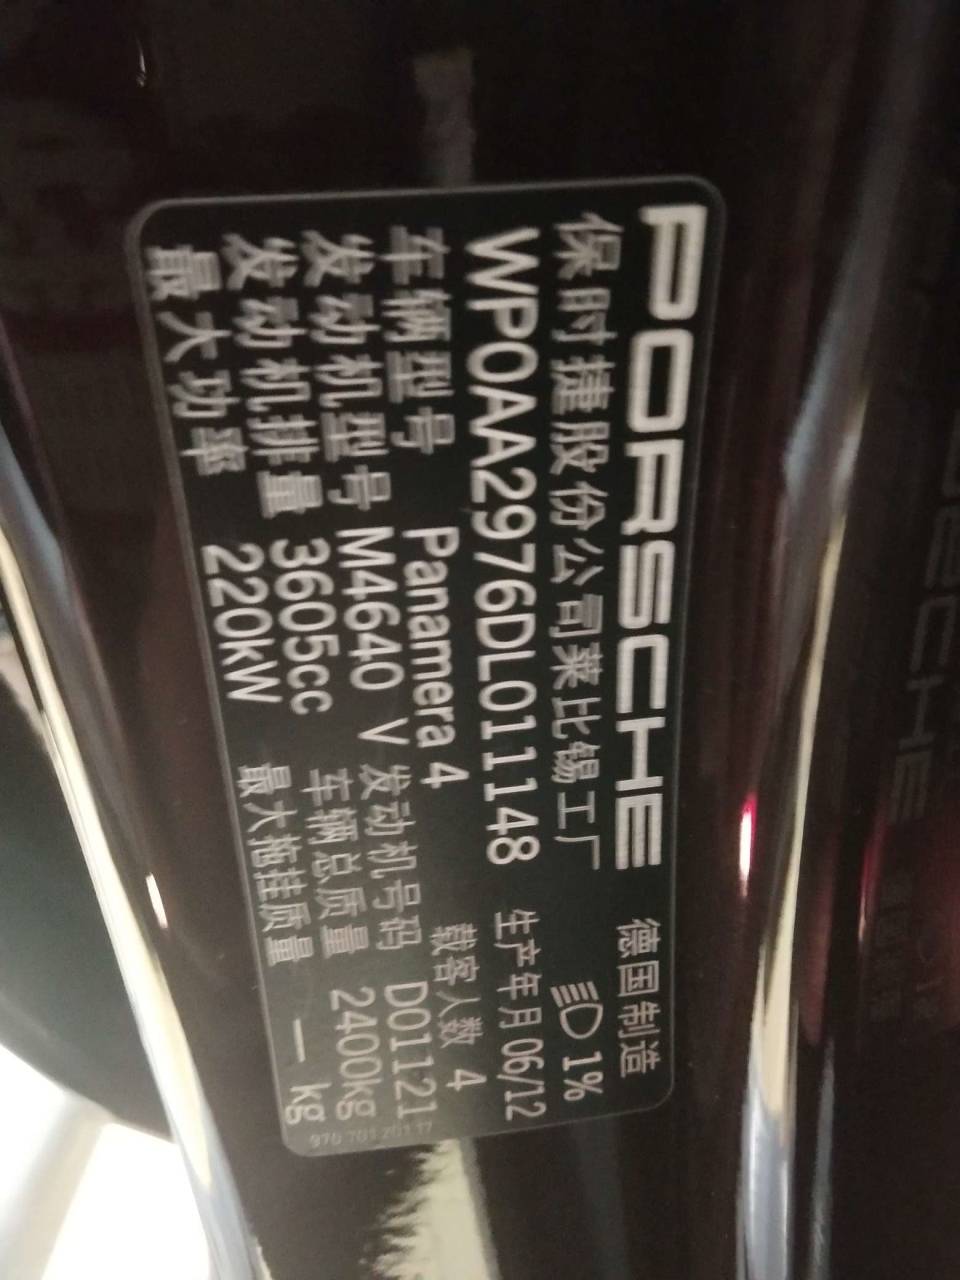 PORSCHE 德国制造
保时捷股份公司莱比锡工厂 1%
WP0AA2976DL011148 生产年月 06/12
车辆型号 Panamera 4 载客人数 4
发动机型号 M4640 V 发动机号码 D01121
发动机排量 3605cc 车辆总质量 2400kg
最大功率 220kW 最大拖挂质量 — kg
970 701 201 17